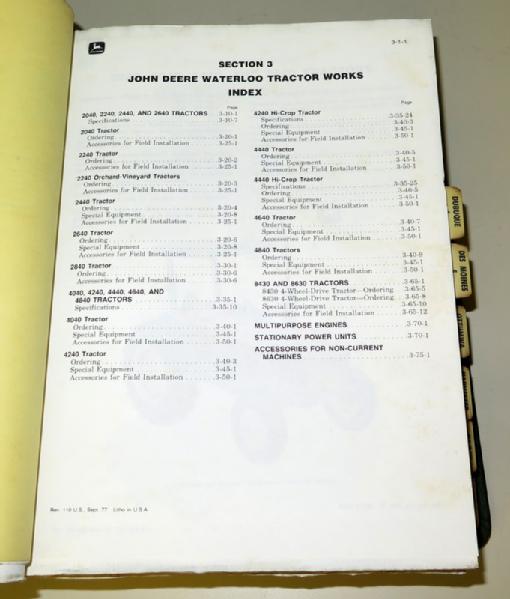 3-1-1
SECTION 3
JOHN DEERE WATERLOO TRACTOR WORKS
INDEX
Page
2040, 2240, 2440, AND 2640 TRACTORS
Specifications 3-10-1
2040 Tractor
Ordering 3-20-1
Accessories for Field Installation 3-25-1
2240 Tractor
Ordering 3-20-2
Accessories for Field Installation 3-25-1
2240 Orchard-Vineyard Tractors
Ordering 3-20-3
Accessories for Field Installation 3-25-1
2440 Tractor
Ordering 3-20-4
Special Equipment 3-20-8
Accessories for Field Installation 3-25-1
2640 Tractor
Ordering 3-20-6
Special Equipment 3-20-8
Accessories for Field Installation 3-25-1
2840 Tractor
Ordering 3-30-1
Ordering 3-30-6
Accessories for Field Installation 3-30-6
4040, 4240, 4440, 4640, AND
4840 TRACTORS 3-35-1
Specifications 3-35-10
4040 Tractor
Ordering 3-40-1
Special Equipment 3-45-1
Accessories for Field Installation 3-50-1
4240 Tractor
Ordering 3-40-3
Special Equipment 3-45-1
Accessories for Field Installation 3-50-1
Page
4240 Hi-Crop Tractor
Specifications 3-35-24
Ordering 3-40-3
Special Equipment 3-45-1
Accessories for Field Installation 3-50-1
4440 Tractor
Ordering 3-40-5
Special Equipment 3-45-1
Accessories for Field Installation 3-50-1
4440 Hi-Crop Tractor
Specifications 3-35-25
Ordering 3-40-5
Special Equipment 3-45-1
Accessories for Field Installation 3-50-1
4640 Tractor
Ordering 3-40-7
Special Equipment 3-45-1
Accessories for Field Installation 3-50-1
4840 Tractors
Ordering 3-40-9
Special Equipment 3-45-1
Accessories for Field Installation 3-50-1
8430 AND 8630 TRACTORS 3-65-1
8430 4-Wheel-Drive Tractor—Ordering 3-65-5
8630 4-Wheel-Drive Tractor—Ordering 3-65-8
Special Equipment 3-65-10
Accessories for Field Installation 3-65-12
MULTIPURPOSE ENGINES 3-70-1
STATIONARY POWER UNITS 3-70-1
ACCESSORIES FOR NON-CURRENT
MACHINES 3-75-1
Litho in U.S.A.
DUBUQUE
DES MOINES
OTTUMWA